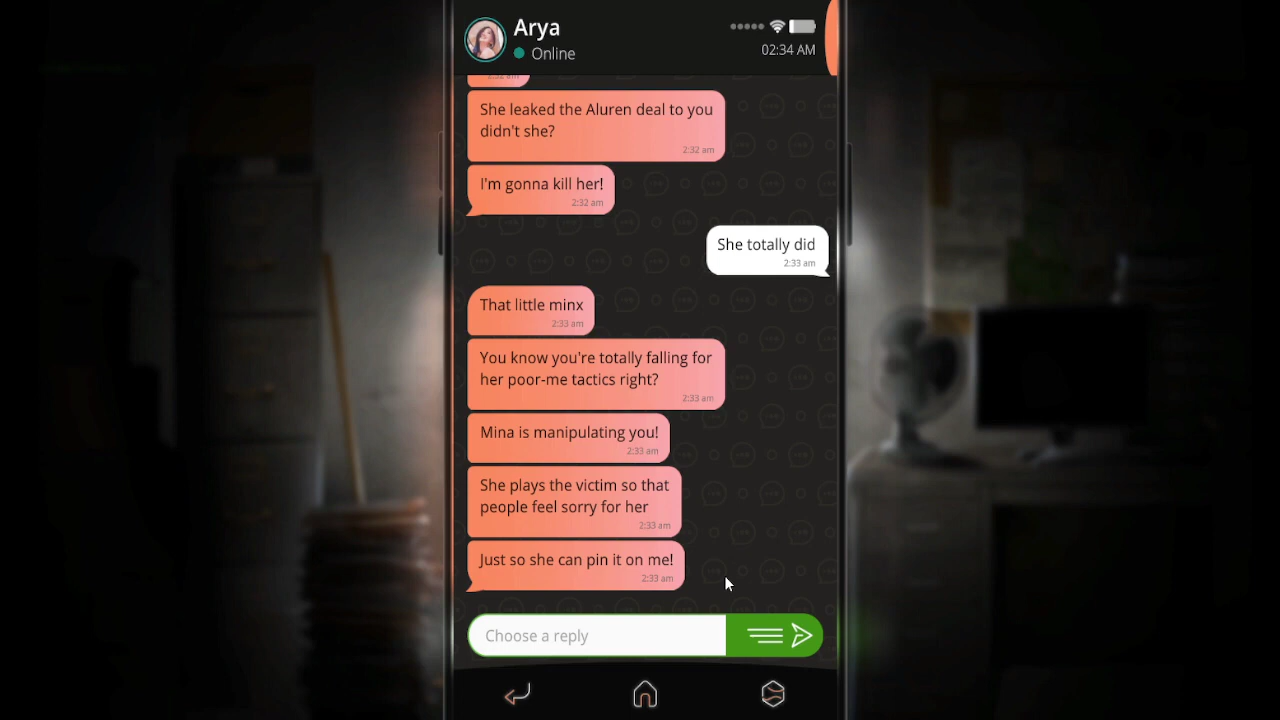 Arya
Online
02:34 AM
2:32 am
She leaked the Aluren deal to you
didn't she?
2:32 am
I'm gonna kill her!
2:32 am
She totally did
2:33 am
That little minx
2:33 am
You know you're totally falling for
her poor-me tactics right?
2:33 am
Mina is manipulating you!
2:33 am
She plays the victim so that
people feel sorry for her
2:33 am
Just so she can pin it on me!
2:33 am
Choose a reply